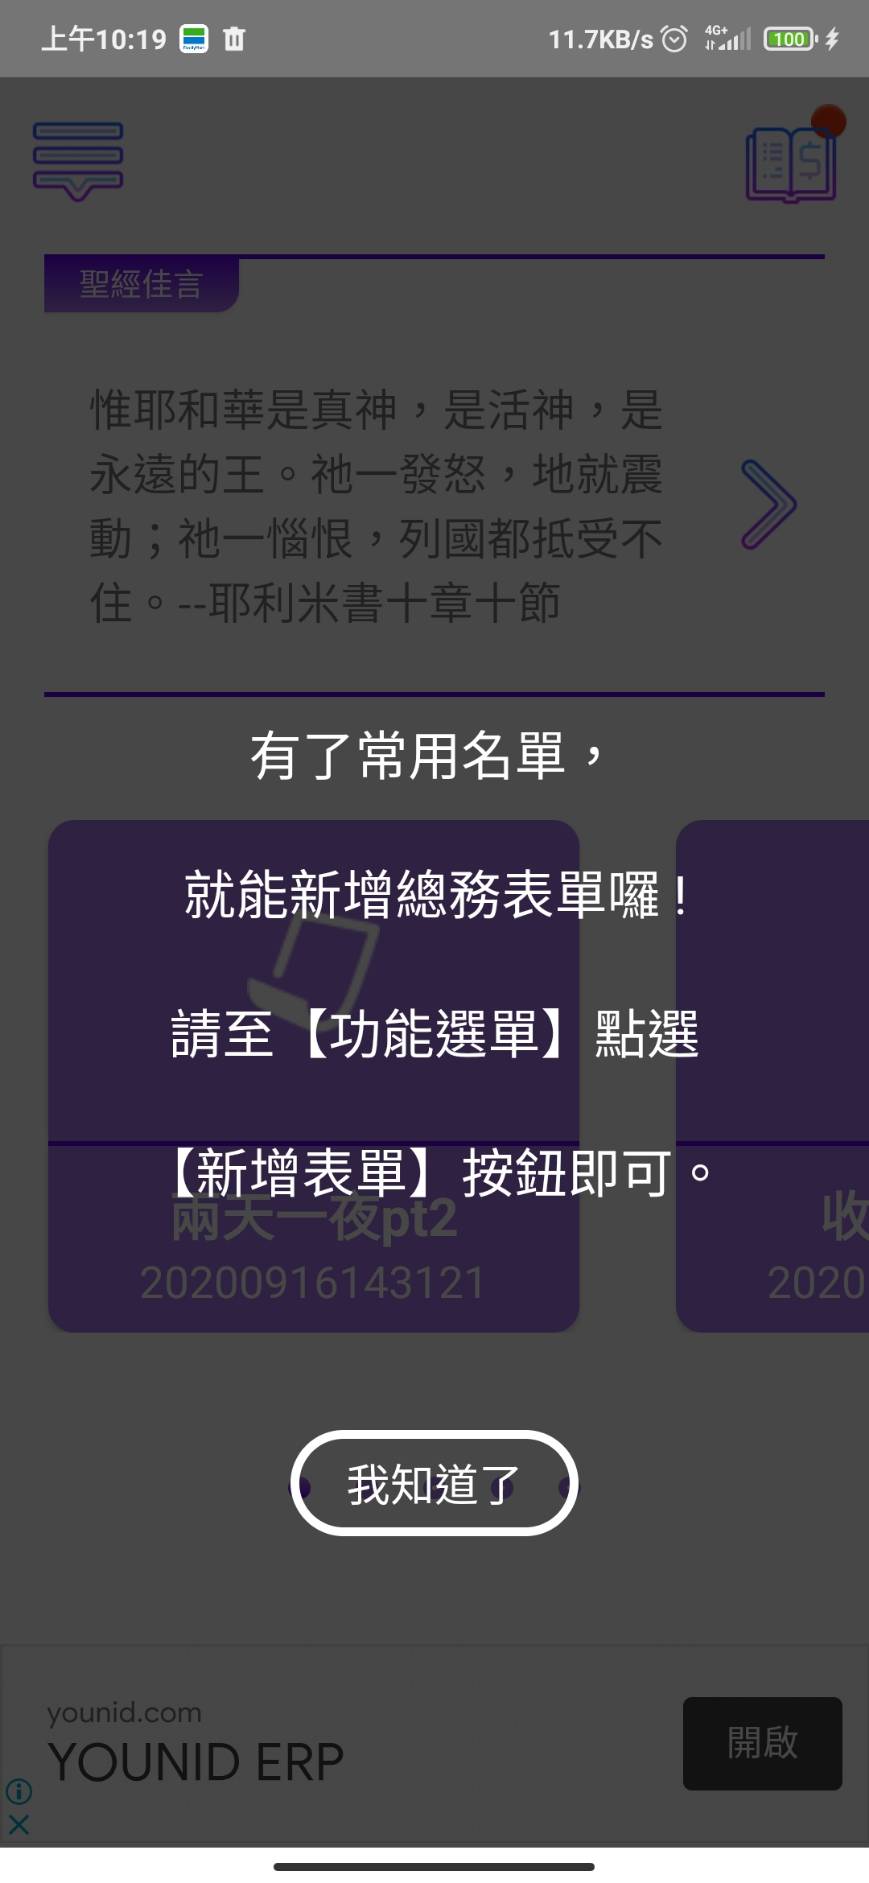 上午10:19
11.7KB/s
4G+
100
聖經佳言
惟耶和華是真神，是活神，是
永遠的王。祂一發怒，地就震
動；祂一惱恨，列國都抵受不
住。--耶利米書十章十節
有了常用名單，
就能新增總務表單囉！
請至【功能選單】點選
【新增表單】按鈕即可。
兩天一夜pt2
20200916143121
收
2020
我知道了
younid.com
YOUNID ERP
開啟